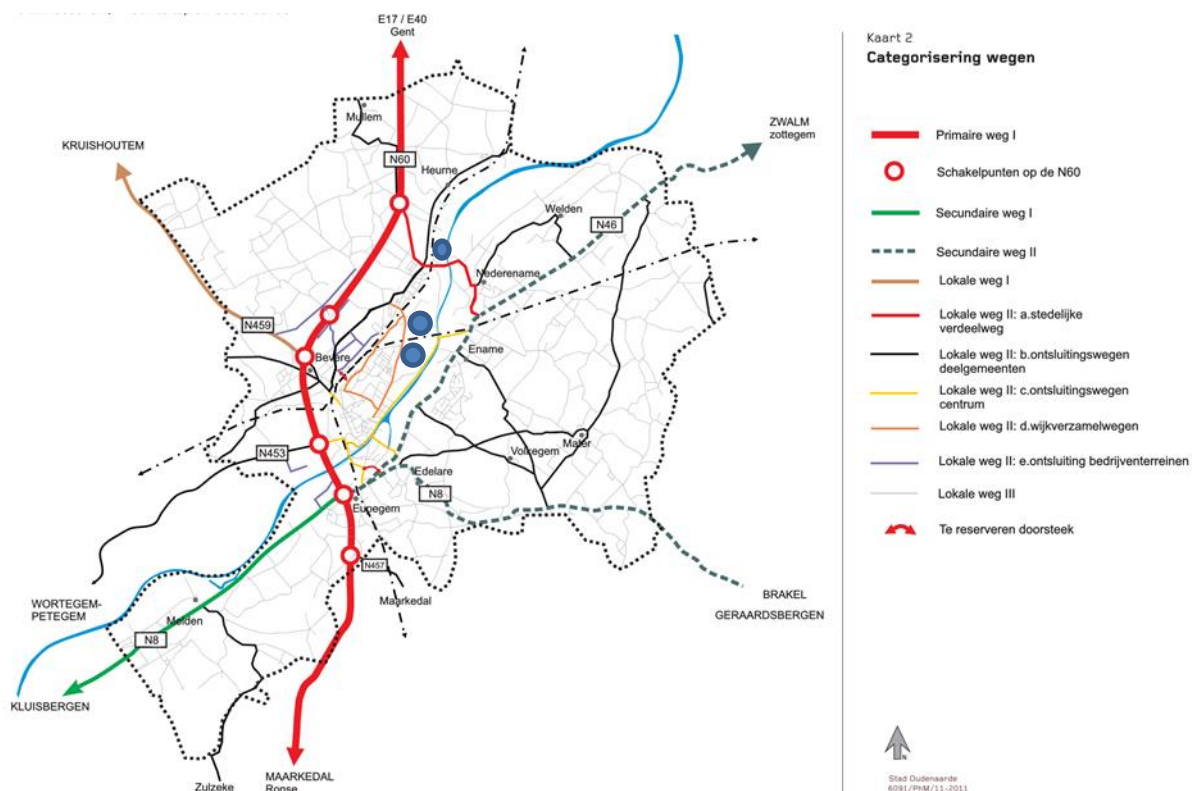 E17 / E40
Gent
Mullem
ZWALM
zottegem
KRUISHOUTEM
N60
Heurne
Welden
N46
Nederename
N459
Bevere
Ename
N453
Mater
Volkegem
Edelare
N8
Eupegem
N457
Maarkedal
BRAKEL
GERAARDSBERGEN
WORTEGEM-
PETEGEM
Melden
N8
KLUISBERGEN
MAARKEDAL
Ronse
Zulzeke
Kaart 2
Categorisering wegen
Primaire weg I
Schakelpunten op de N60
Secundaire weg I
Secundaire weg II
Lokale weg I
Lokale weg II: a.stedelijke
verdeelweg
Lokale weg II: b.ontsluitingswegen
deelgemeenten
Lokale weg II: c.ontsluitingswegen
centrum
Lokale weg II: d.wijkverzamelwegen
Lokale weg II: e.ontsluiting bedrijventerreinen
Lokale weg III
Te reserveren doorsteek
N
Stad Oudenaarde
6091/PhM/11-2011